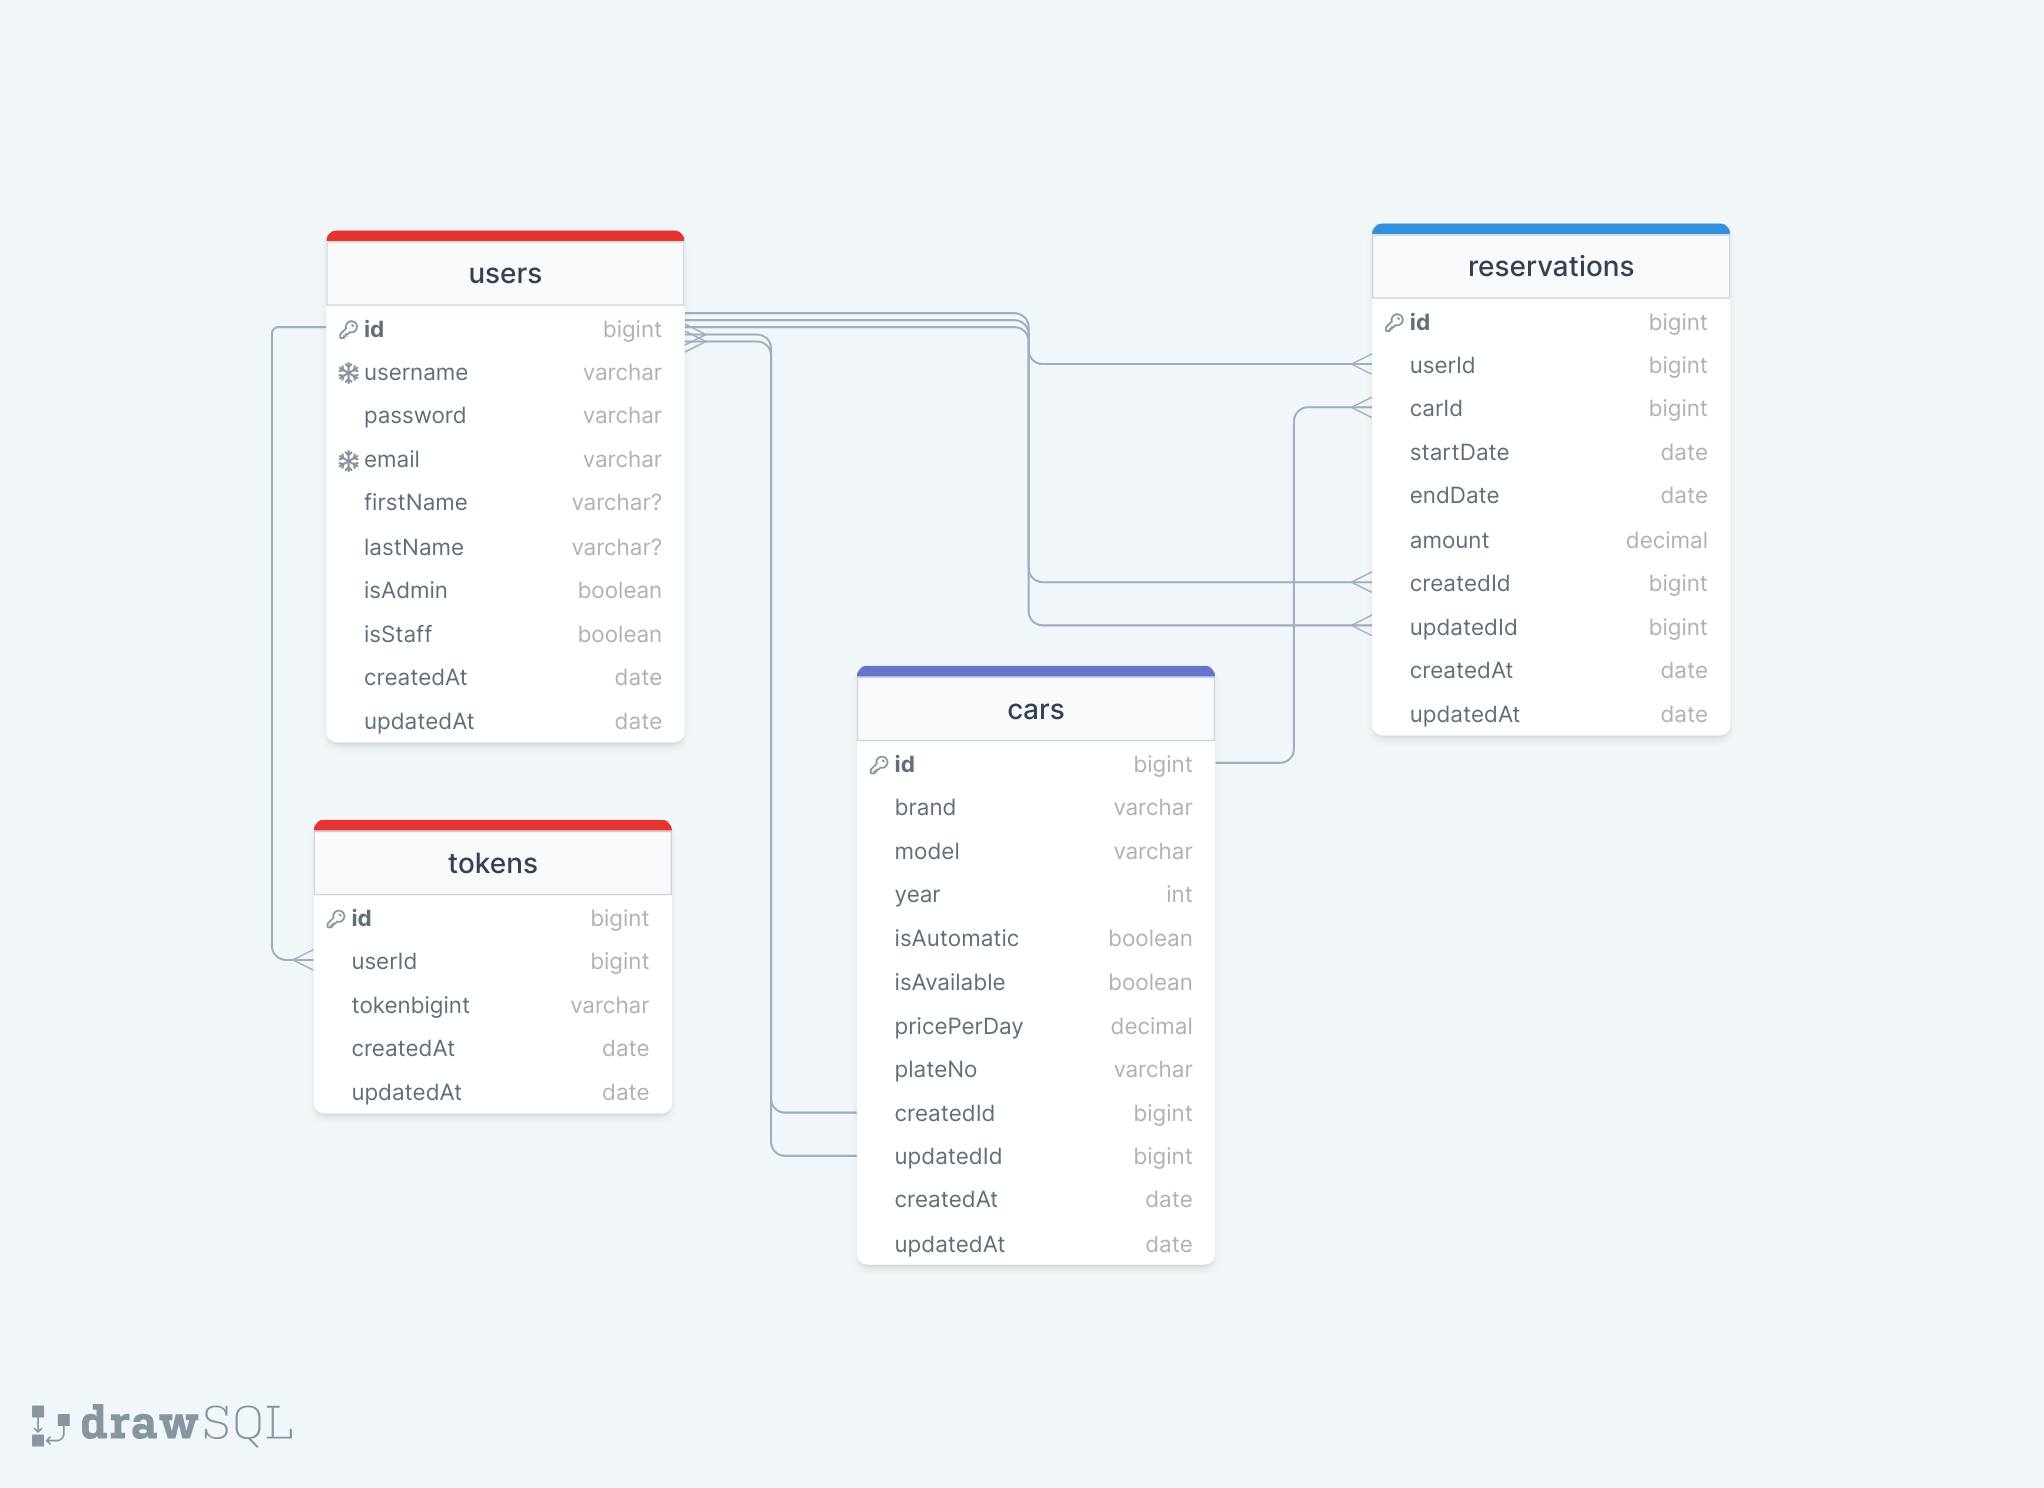 users
id bigint
username varchar
password varchar
email varchar
firstName varchar?
lastName varchar?
isAdmin boolean
isStaff boolean
createdAt date
updatedAt date
reservations
id bigint
userId bigint
carId bigint
startDate date
endDate date
amount decimal
createdId bigint
updatedId bigint
createdAt date
updatedAt date
tokens
id bigint
userId bigint
tokenbigint varchar
createdAt date
updatedAt date
cars
id bigint
brand varchar
model varchar
year int
isAutomatic boolean
isAvailable boolean
pricePerDay decimal
plateNo varchar
createdId bigint
updatedId bigint
createdAt date
updatedAt date
drawSQL